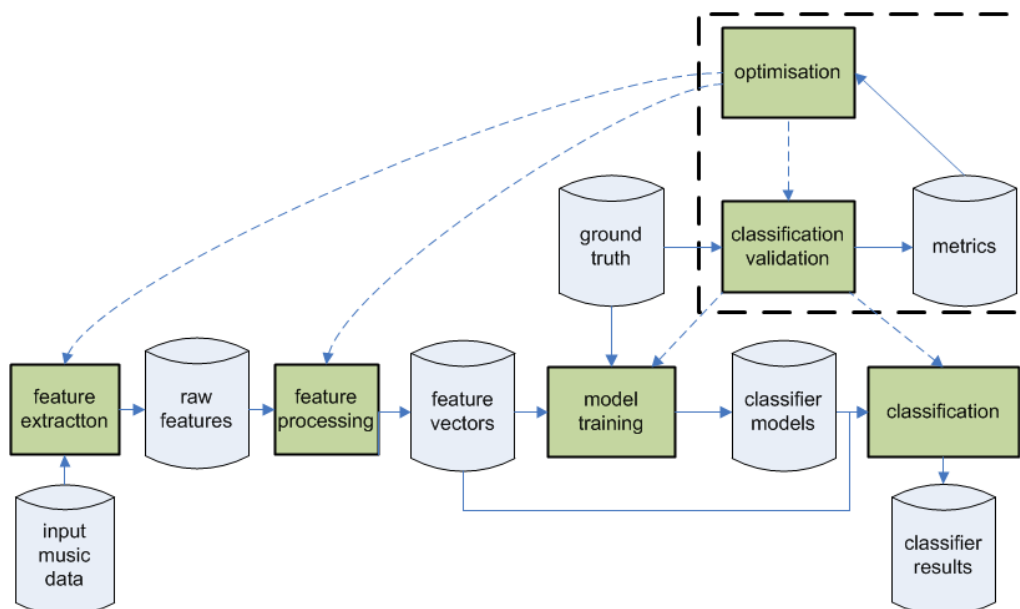 optimisation
ground
truth
classification
validation
metrics
feature
extractton
raw
features
feature
processing
feature
vectors
model
training
classifier
models
classification
input
music
data
classifier
results